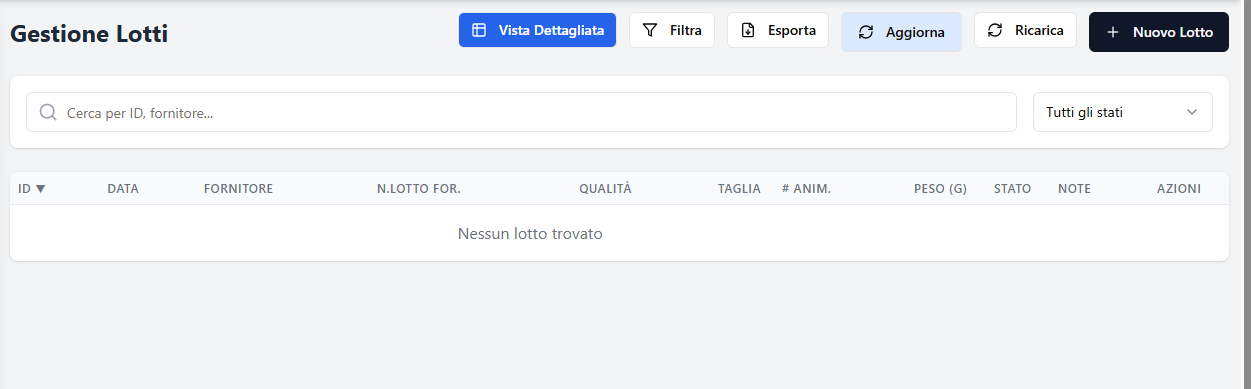 Gestione Lotti
Vista Dettagliata Filtra Esporta Aggiorna Ricarica Nuovo Lotto
Cerca per ID, fornitore... Tutti gli stati
ID ▼ DATA FORNITORE N.LOTTO FOR. QUALITÀ TAGLIA # ANIM. PESO (G) STATO NOTE AZIONI
Nessun lotto trovato